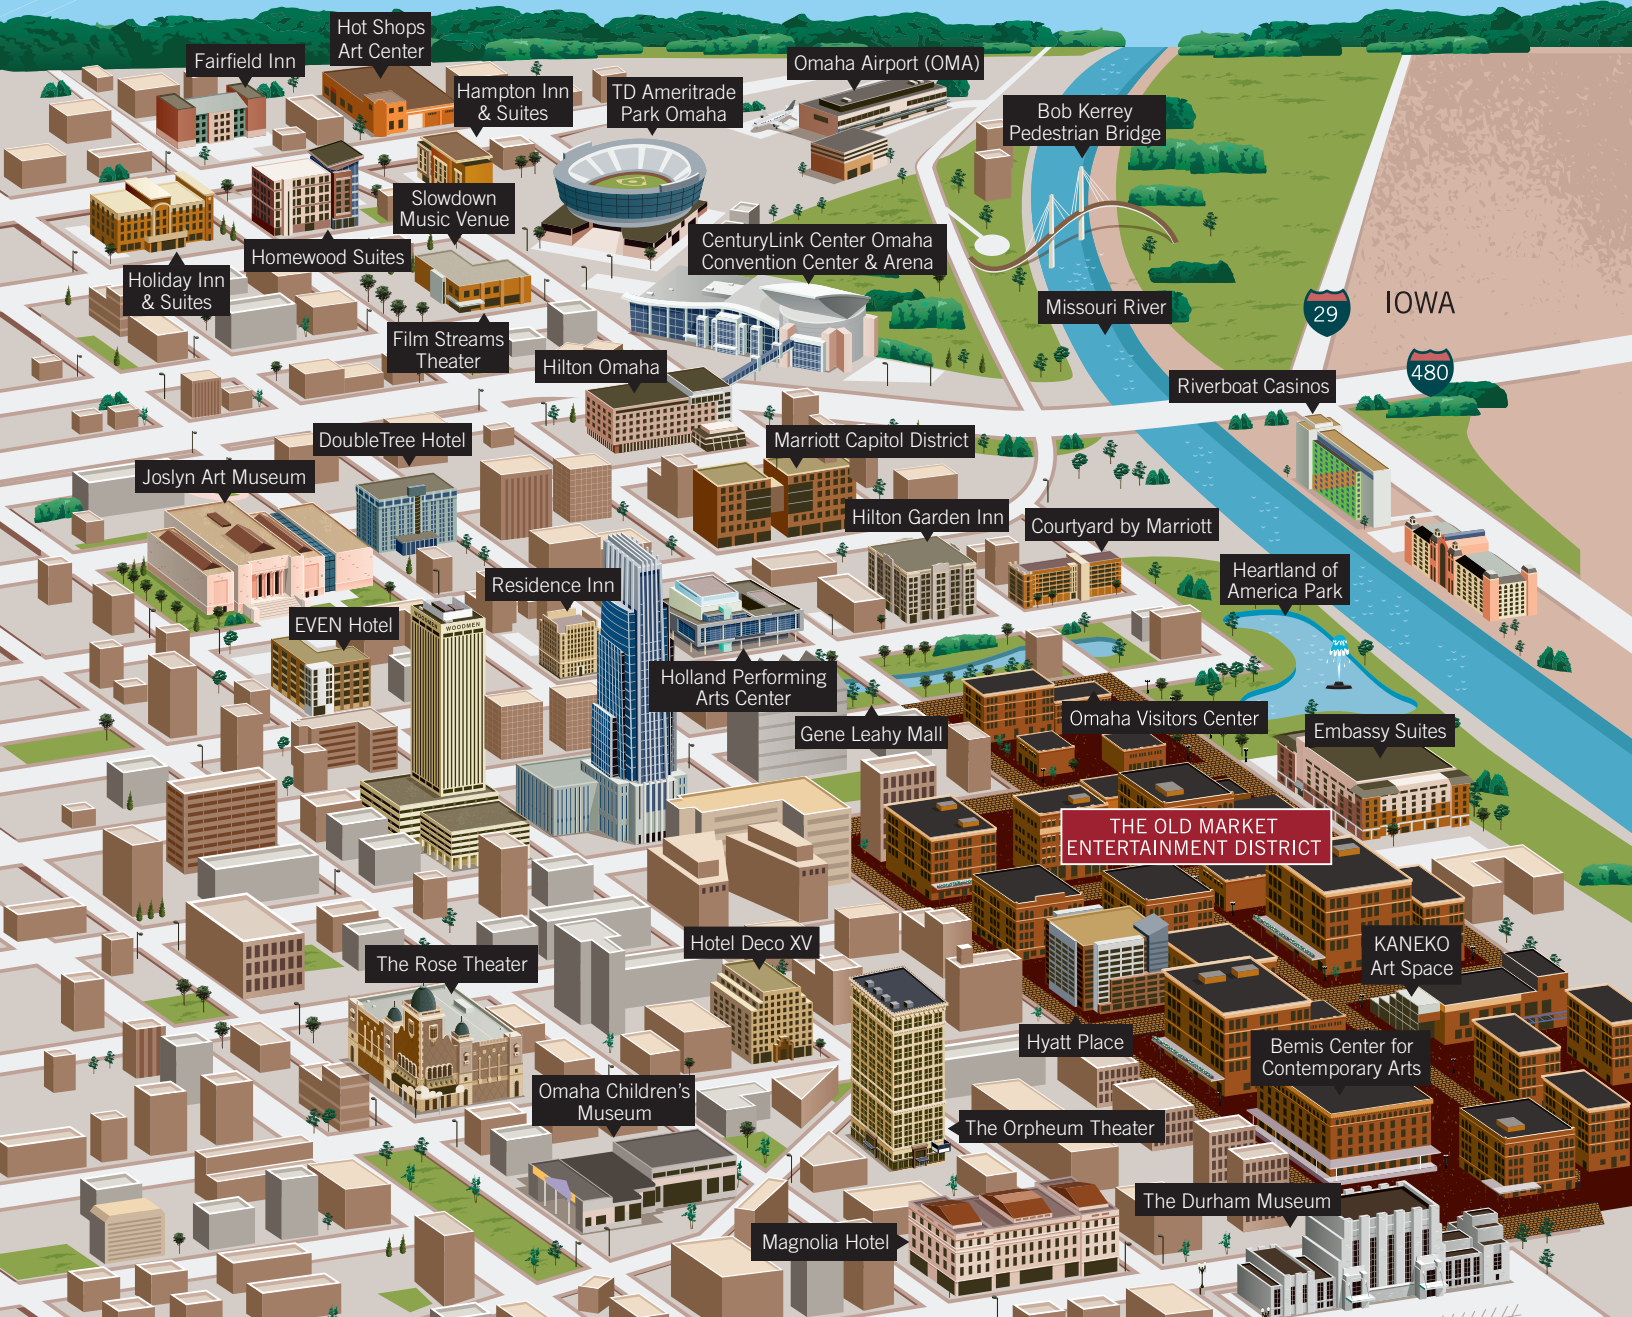 Hot Shops
Art Center
Fairfield Inn
Omaha Airport (OMA)
Hampton Inn
& Suites
TD Ameritrade
Park Omaha
Bob Kerrey
Pedestrian Bridge
Slowdown
Music Venue
CenturyLink Center Omaha
Convention Center & Arena
Homewood Suites
Holiday Inn
& Suites
Missouri River
29
IOWA
Film Streams
Theater
Hilton Omaha
480
Riverboat Casinos
DoubleTree Hotel
Marriott Capitol District
Joslyn Art Museum
Hilton Garden Inn
Courtyard by Marriott
Residence Inn
Heartland of
America Park
EVEN Hotel
WOODMEN
Holland Performing
Arts Center
Omaha Visitors Center
Gene Leahy Mall
Embassy Suites
THE OLD MARKET
ENTERTAINMENT DISTRICT
Hotel Deco XV
KANEKO
Art Space
The Rose Theater
Hyatt Place
Bemis Center for
Contemporary Arts
Omaha Children's
Museum
The Orpheum Theater
The Durham Museum
Magnolia Hotel